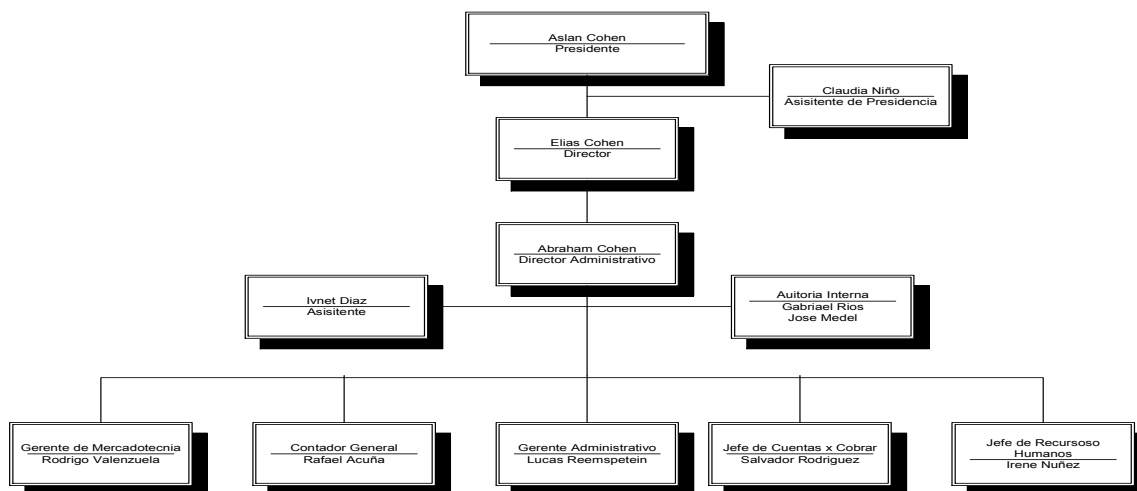 Aslan Cohen
Presidente
Claudia Niño
Asisitente de Presidencia
Elias Cohen
Director
Abraham Cohen
Director Administrativo
Ivnet Diaz
Asisitente
Auitoria Interna
Gabriael Rios
Jose Medel
Gerente de Mercadotecnia
Rodrigo Valenzuela
Contador General
Rafael Acuña
Gerente Administrativo
Lucas Reemspetein
Jefe de Cuentas x Cobrar
Salvador Rodriguez
Jefe de Recursoso
Humanos
Irene Nuñez